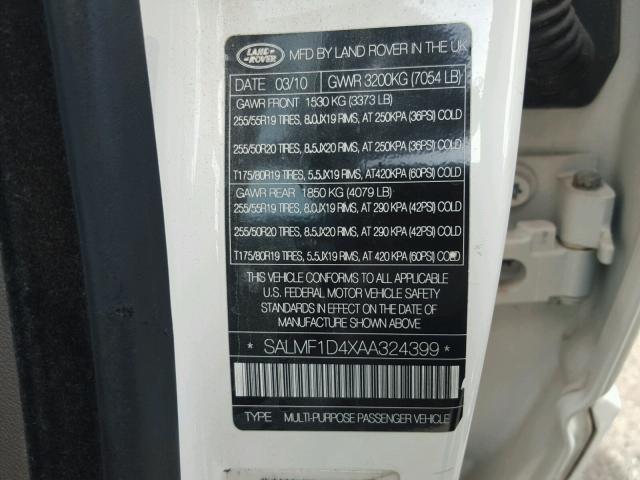 LAND-ROVER MFD BY LAND ROVER IN THE UK
DATE 03/10 GVWR 3200KG (7054 LB)
GAWR FRONT 1530 KG (3373 LB)
255/55R19 TIRES, 8.0JX19 RIMS, AT 250KPA (36PSI) COLD
255/50R20 TIRES, 8.5JX20 RIMS, AT 250KPA (36PSI) COLD
T175/80R19 TIRES, 5.5JX19 RIMS, AT420KPA (60PSI) COLD
GAWR REAR 1850 KG (4079 LB)
255/55R19 TIRES, 8.0JX19 RIMS, AT 290 KPA (42PSI) COLD
255/50R20 TIRES, 8.5JX20 RIMS, AT 290 KPA (42PSI) COLD
T175/80R19 TIRES, 5.5JX19 RIMS, AT 420 KPA (60PSI) COLD
THIS VEHICLE CONFORMS TO ALL APPLICABLE
U.S. FEDERAL MOTOR VEHICLE SAFETY
STANDARDS IN EFFECT ON THE DATE OF
MANUFACTURE SHOWN ABOVE
* SALMF1D4XAA324399 *
TYPE MULTI-PURPOSE PASSENGER VEHICLE